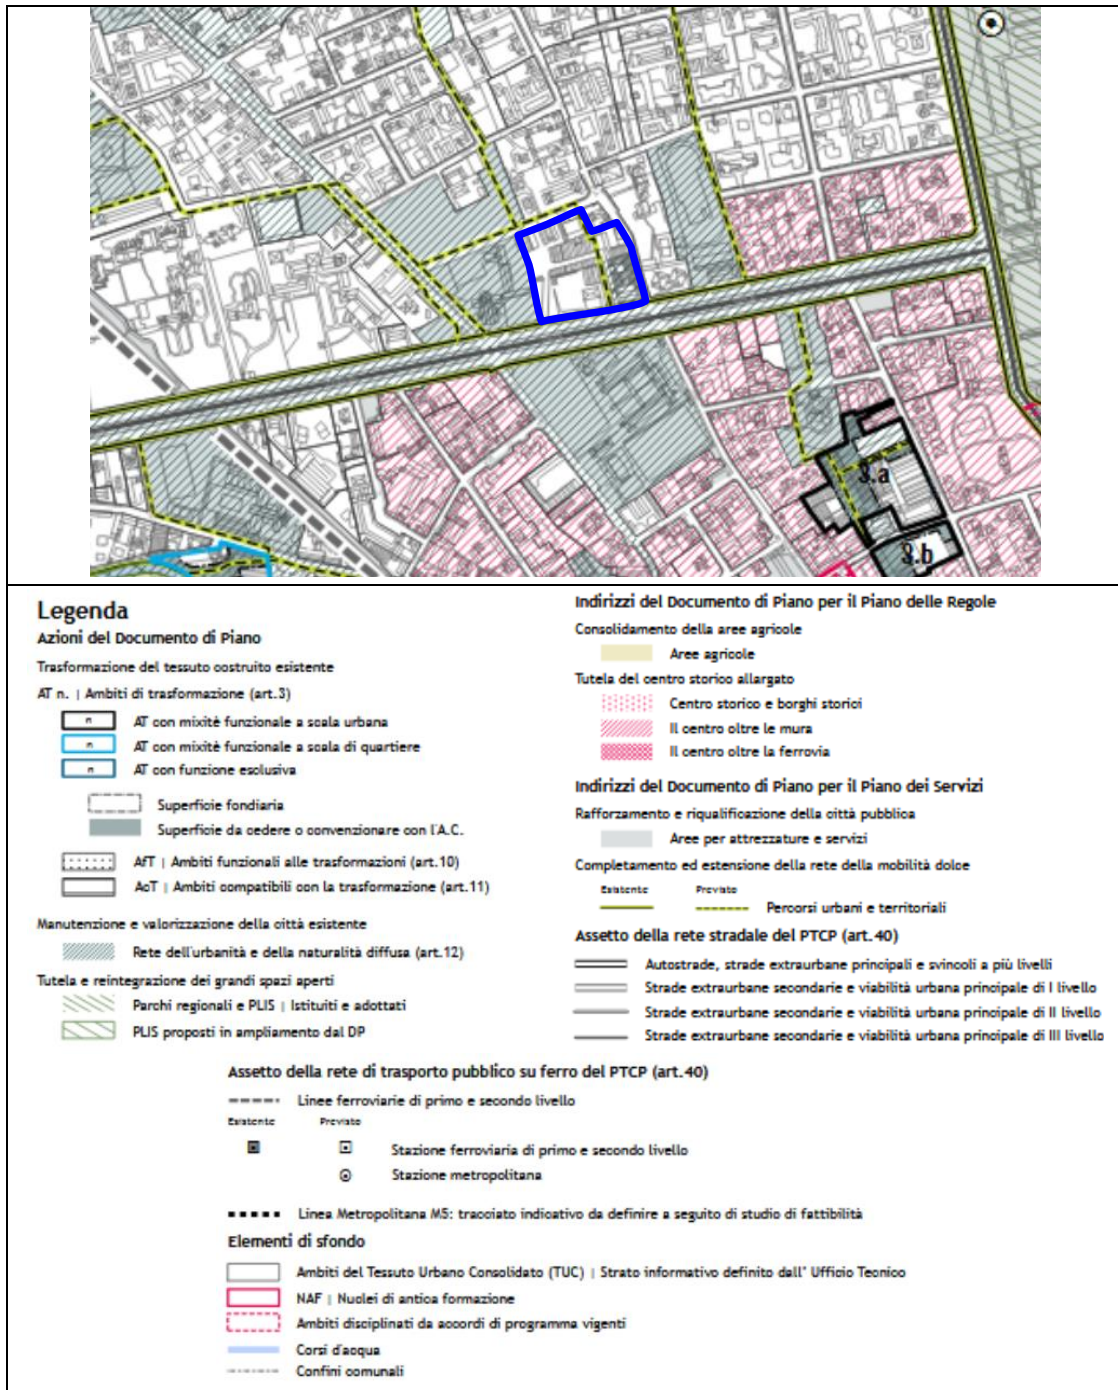 3.a
3.b
Legenda
Azioni del Documento di Piano
Trasformazione del tessuto costruito esistente
AT n. | Ambiti di trasformazione (art.3)
n AT con mixitè funzionale a scala urbana
n AT con mixitè funzionale a scala di quartiere
n AT con funzione esclusiva
Superficie fondiaria
Superficie da cedere o convenzionare con l'A.C.
AfT | Ambiti funzionali alle trasformazioni (art.10)
AcT | Ambiti compatibili con la trasformazione (art.11)
Manutenzione e valorizzazione della città esistente
Rete dell'urbanità e della naturalità diffusa (art.12)
Tutela e reintegrazione dei grandi spazi aperti
Parchi regionali e PLIS | Istituiti e adottati
PLIS proposti in ampliamento dal DP
Indirizzi del Documento di Piano per il Piano delle Regole
Consolidamento della aree agricole
Aree agricole
Tutela del centro storico allargato
Centro storico e borghi storici
Il centro oltre le mura
Il centro oltre la ferrovia
Indirizzi del Documento di Piano per il Piano dei Servizi
Rafforzamento e riqualificazione della città pubblica
Aree per attrezzature e servizi
Completamento ed estensione della rete della mobilità dolce
Esistente Previsto
Percorsi urbani e territoriali
Assetto della rete stradale del PTCP (art.40)
Autostrade, strade extraurbane principali e svincoli a più livelli
Strade extraurbane secondarie e viabilità urbana principale di I livello
Strade extraurbane secondarie e viabilità urbana principale di II livello
Strade extraurbane secondarie e viabilità urbana principale di III livello
Assetto della rete di trasporto pubblico su ferro del PTCP (art.40)
Linee ferroviarie di primo e secondo livello
Esistente Previsto
Stazione ferroviaria di primo e secondo livello
Stazione metropolitana
Linea Metropolitana M5: tracciato indicativo da definire a seguito di studio di fattibilità
Elementi di sfondo
Ambiti del Tessuto Urbano Consolidato (TUC) | Strato informativo definito dall' Ufficio Tecnico
NAF | Nuclei di antica formazione
Ambiti disciplinati da accordi di programma vigenti
Corsi d'acqua
Confini comunali